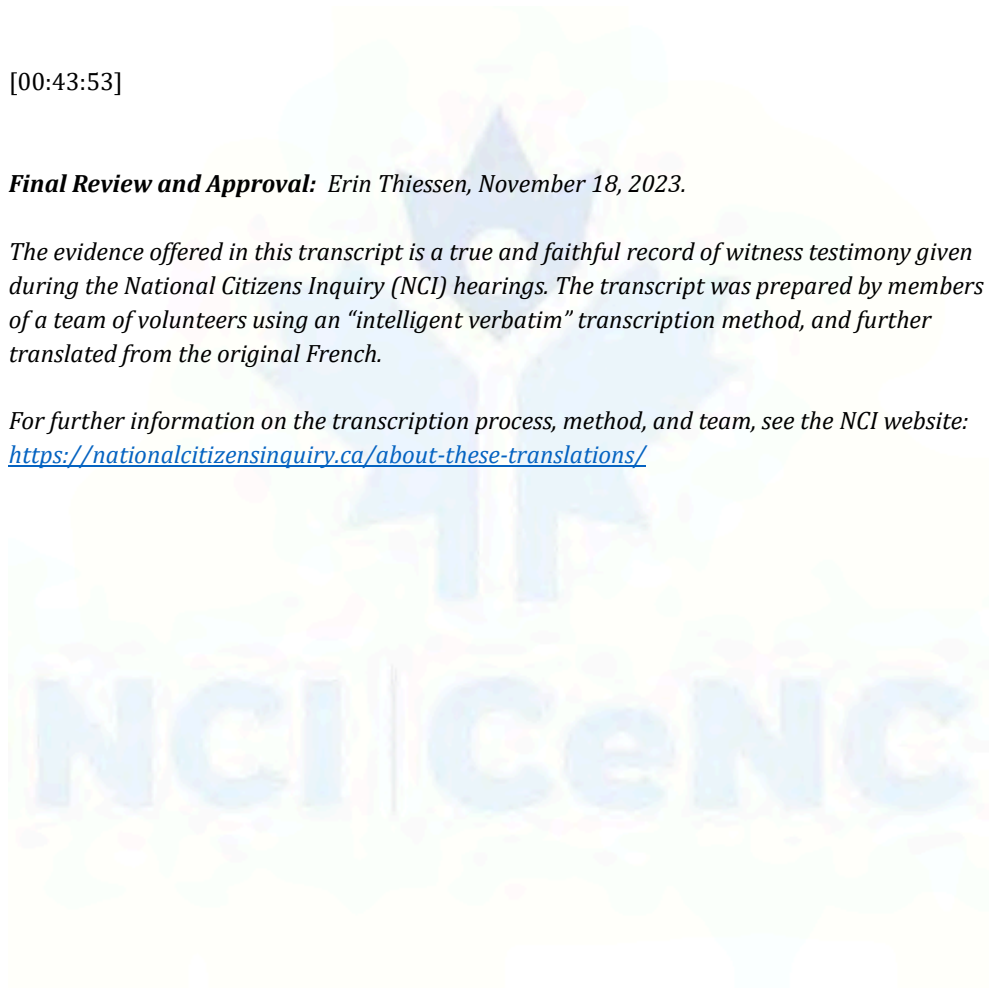 [00:43:53]
Final Review and Approval: Erin Thiessen, November 18, 2023.
The evidence offered in this transcript is a true and faithful record of witness testimony given
during the National Citizens Inquiry (NCI) hearings. The transcript was prepared by members
of a team of volunteers using an “intelligent verbatim” transcription method, and further
translated from the original French.
For further information on the transcription process, method, and team, see the NCI website:
https://nationalcitizensinquiry.ca/about-these-translations/
NCI | CeNC